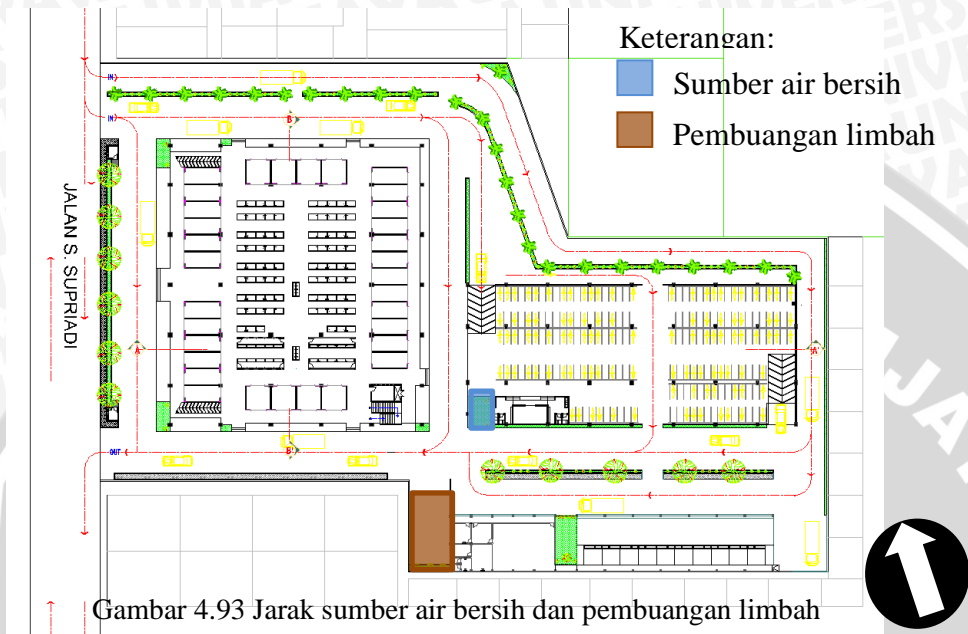 Keterangan:
Sumber air bersih
Pembuangan limbah
IN
IN
B
JALAN S. SUPRIADI
A
A'
OUT
B'
Gambar 4.93 Jarak sumber air bersih dan pembuangan limbah